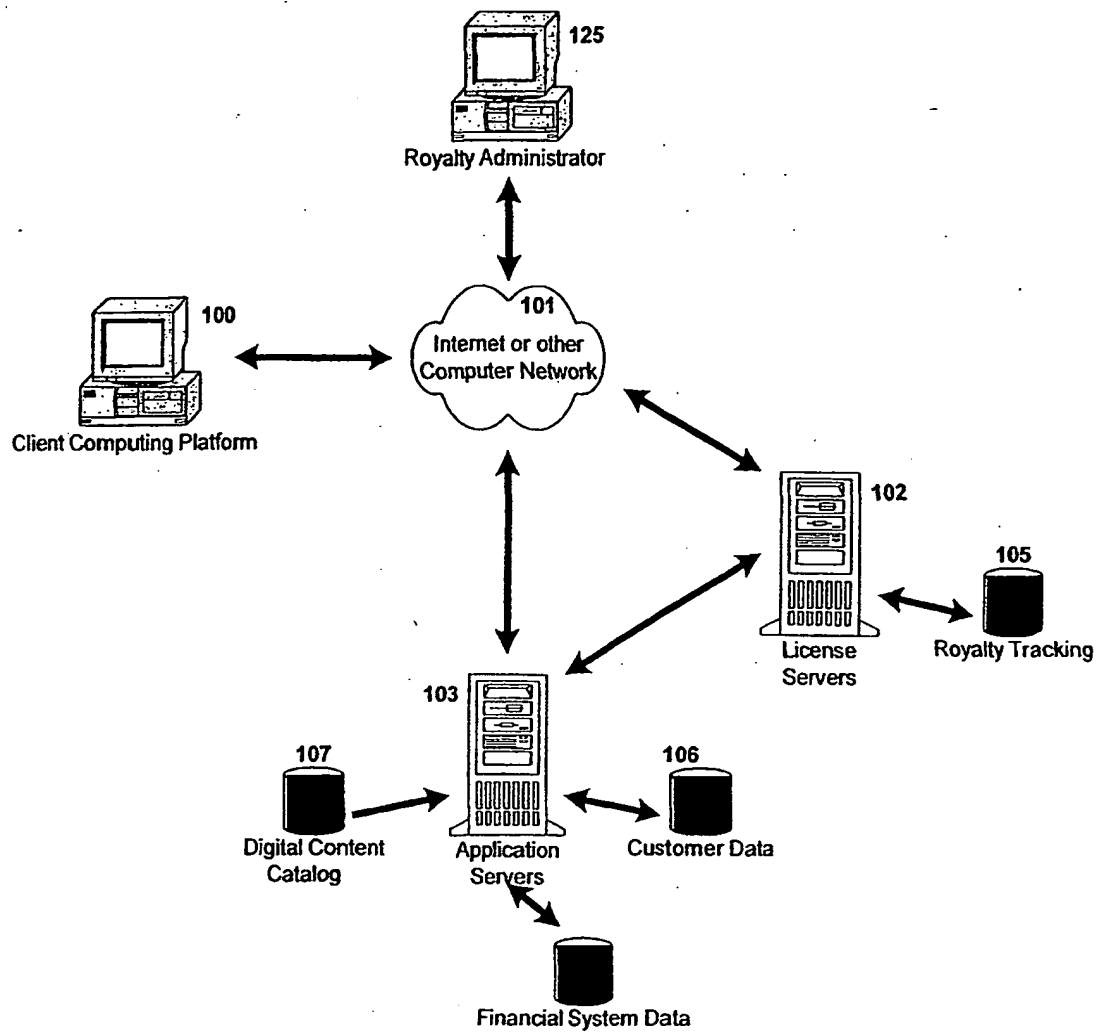 125
Royalty Administrator
101
Internet or other
Computer Network
100
Client Computing Platform
102
License
Servers
105
Royalty Tracking
103
Application
Servers
107
Digital Content
Catalog
106
Customer Data
Financial System Data